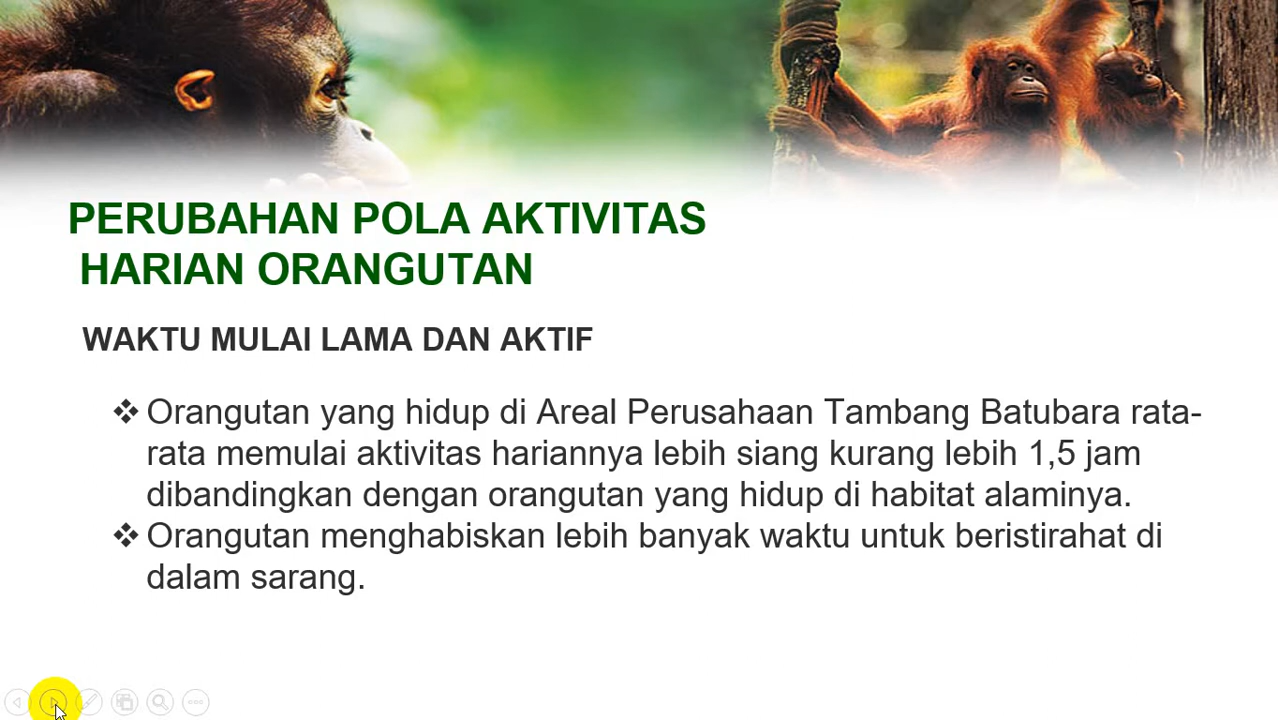 PERUBAHAN POLA AKTIVITAS
HARIAN ORANGUTAN
WAKTU MULAI LAMA DAN AKTIF
❖ Orangutan yang hidup di Areal Perusahaan Tambang Batubara rata-
rata memulai aktivitas hariannya lebih siang kurang lebih 1,5 jam
dibandingkan dengan orangutan yang hidup di habitat alaminya.
❖ Orangutan menghabiskan lebih banyak waktu untuk beristirahat di
dalam sarang.